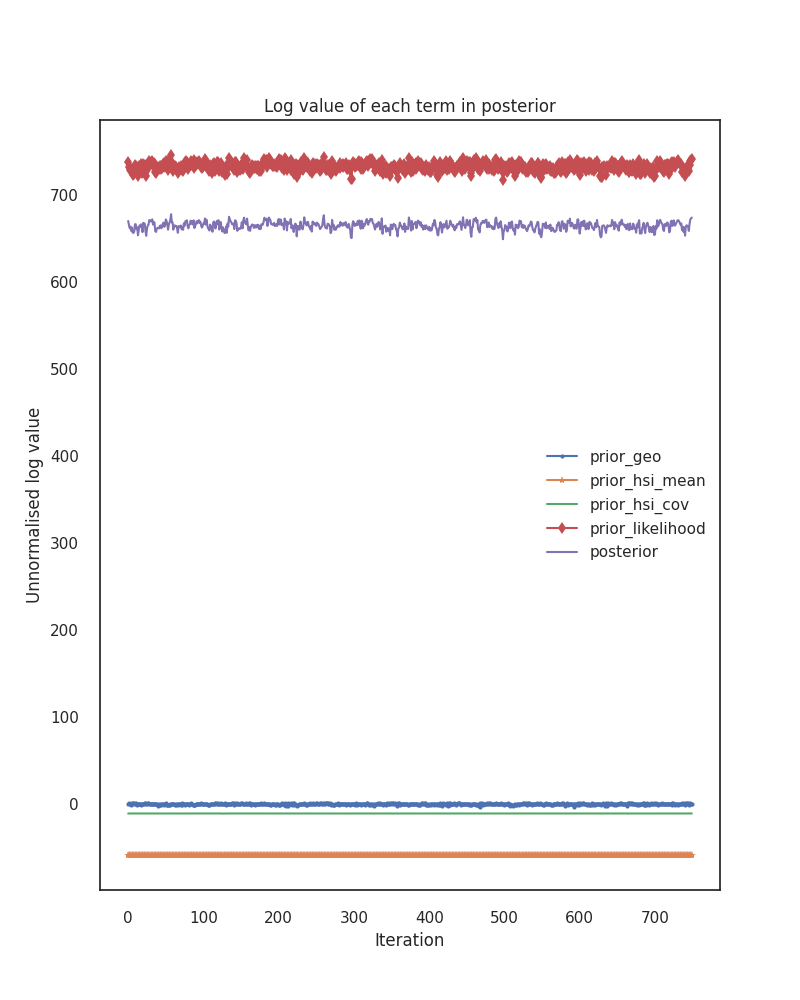 Log value of each term in posterior
Unnormalised log value
700
600
500
400
300
200
100
0
prior_geo
prior_hsi_mean
prior_hsi_cov
prior_likelihood
posterior
0 100 200 300 400 500 600 700
Iteration